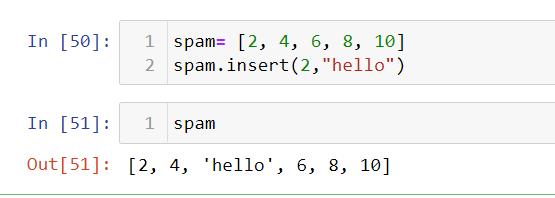 In [50]: 1 spam= [2, 4, 6, 8, 10]
2 spam.insert(2,"hello")
In [51]: 1 spam
Out[51]: [2, 4, 'hello', 6, 8, 10]